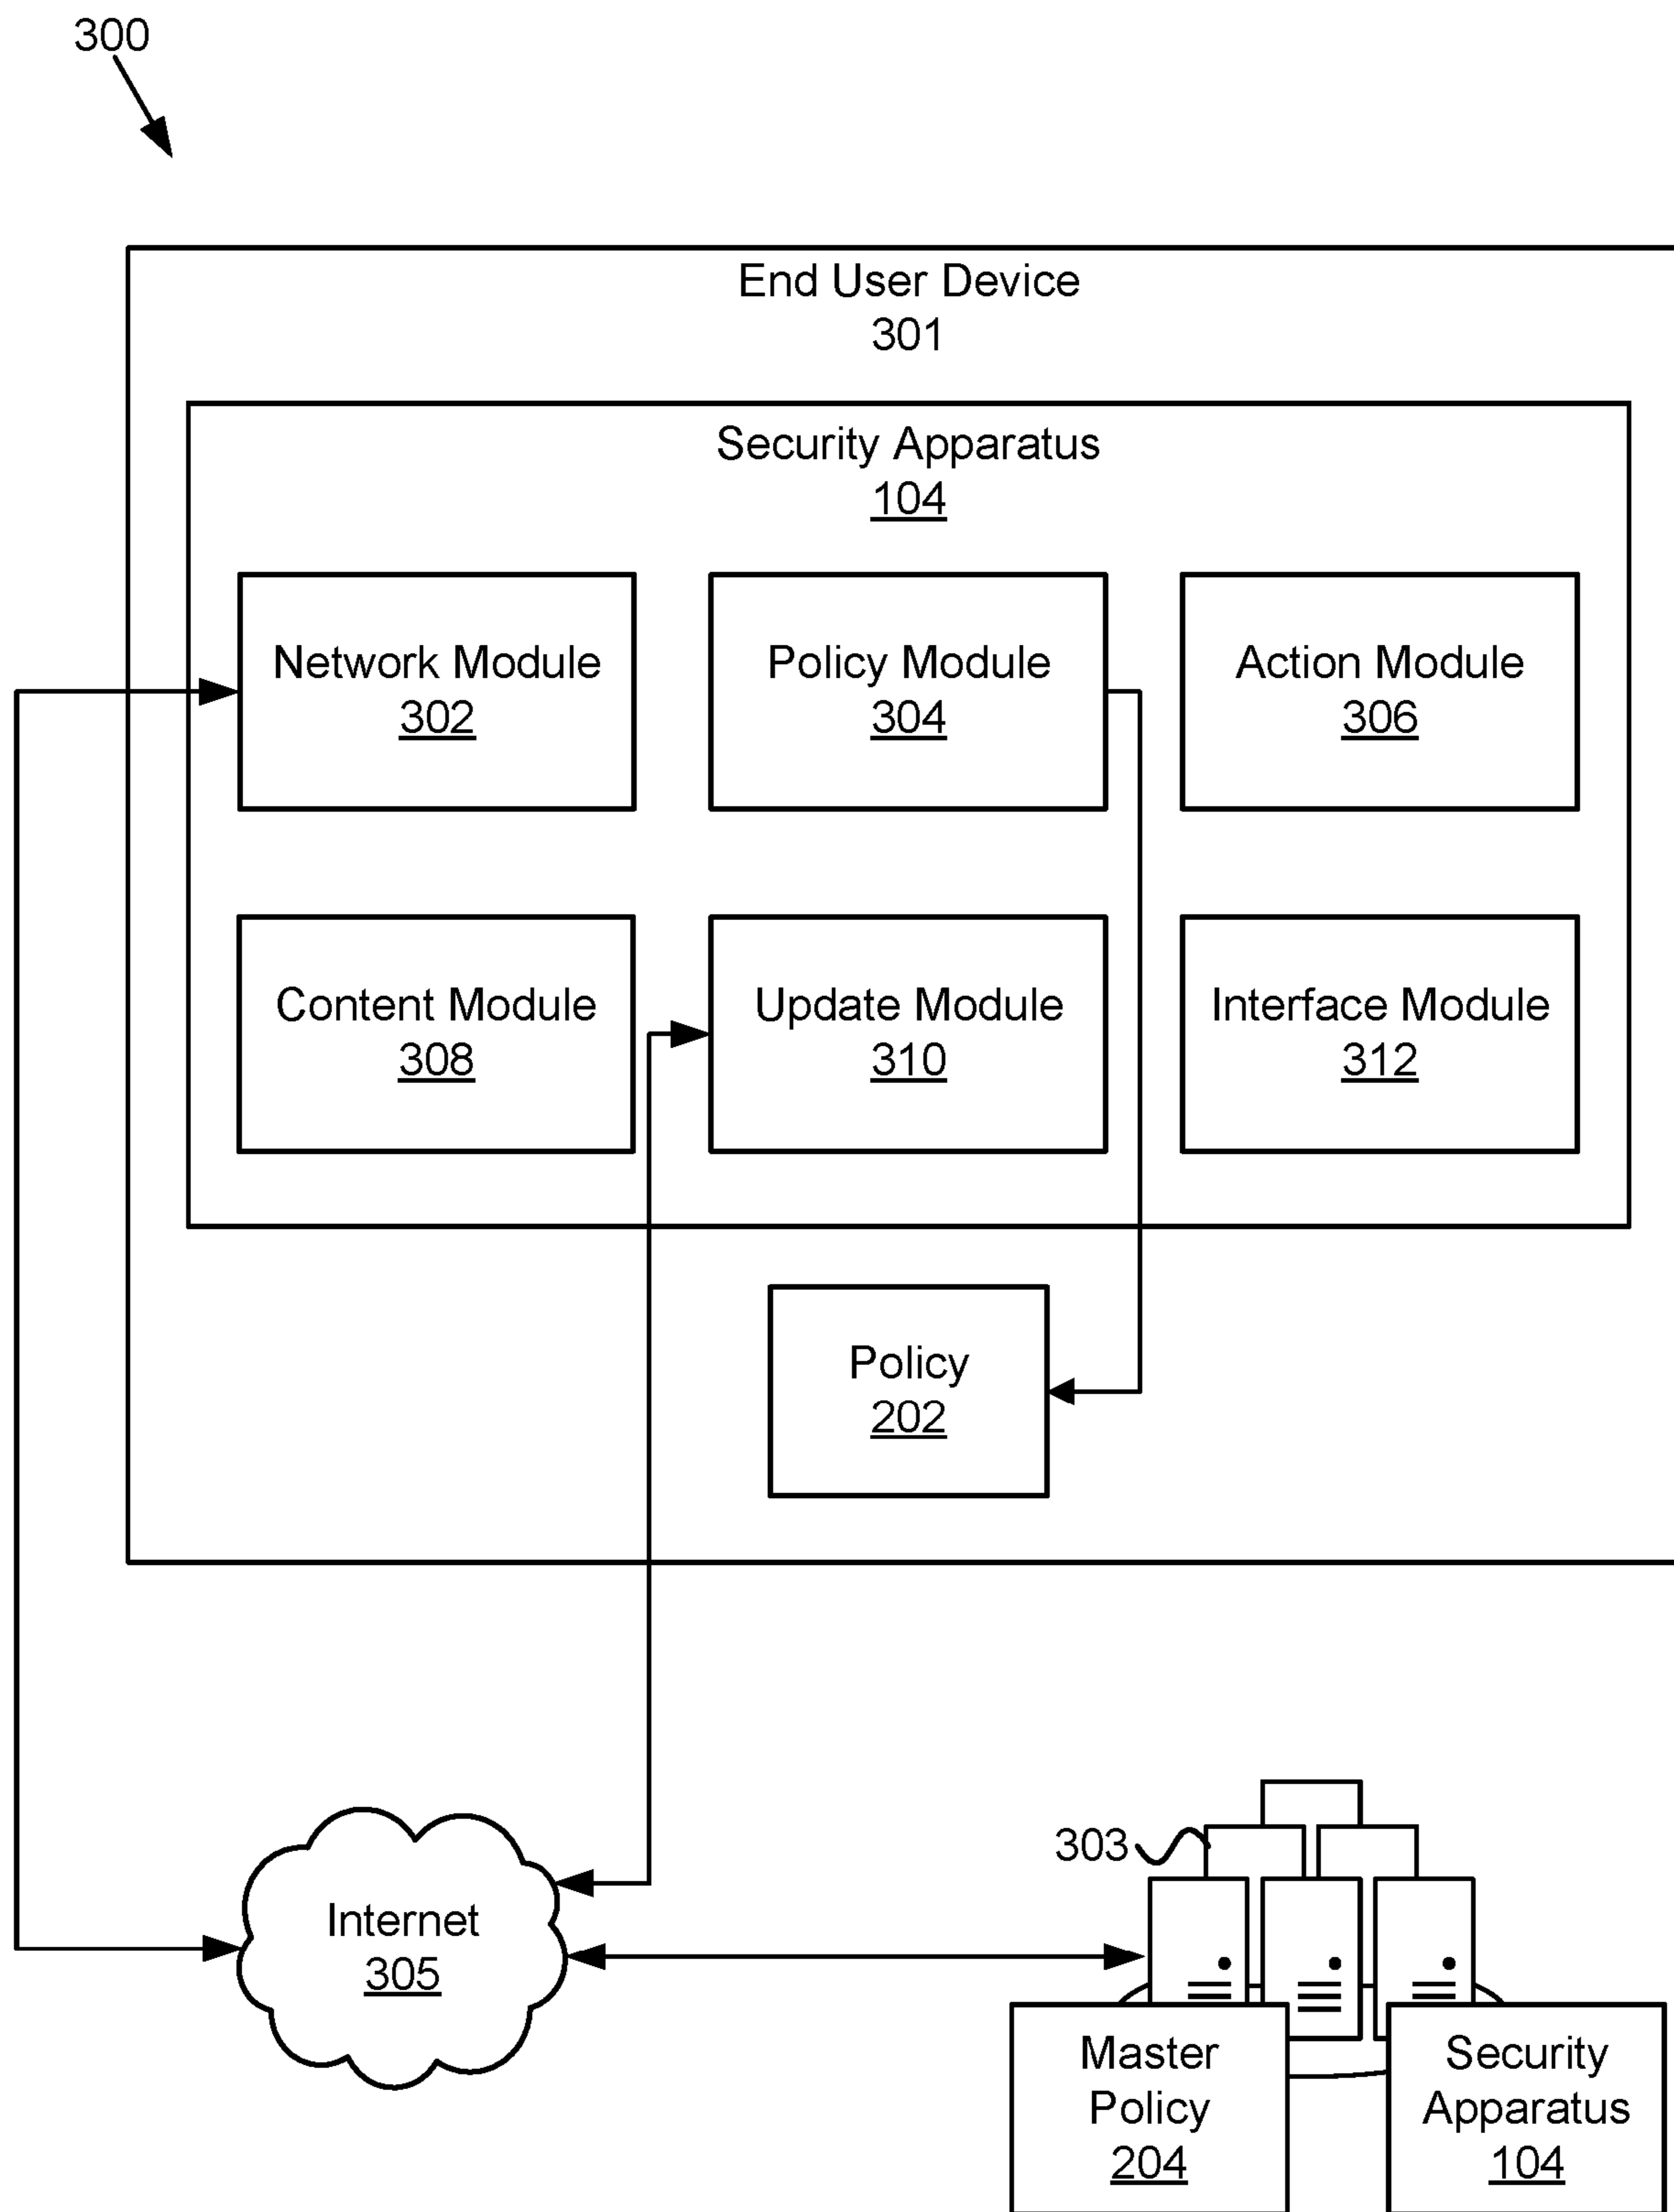 300
End User Device
301
Security Apparatus
104
Network Module
302
Policy Module
304
Action Module
306
Content Module
308
Update Module
310
Interface Module
312
Policy
202
303
Internet
305
Master
Policy
204
Security
Apparatus
104